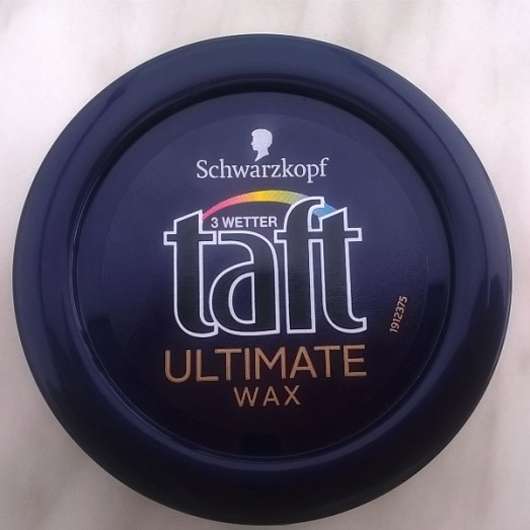 Schwarzkopf
3 WETTER
taft
ULTIMATE
WAX
1912375